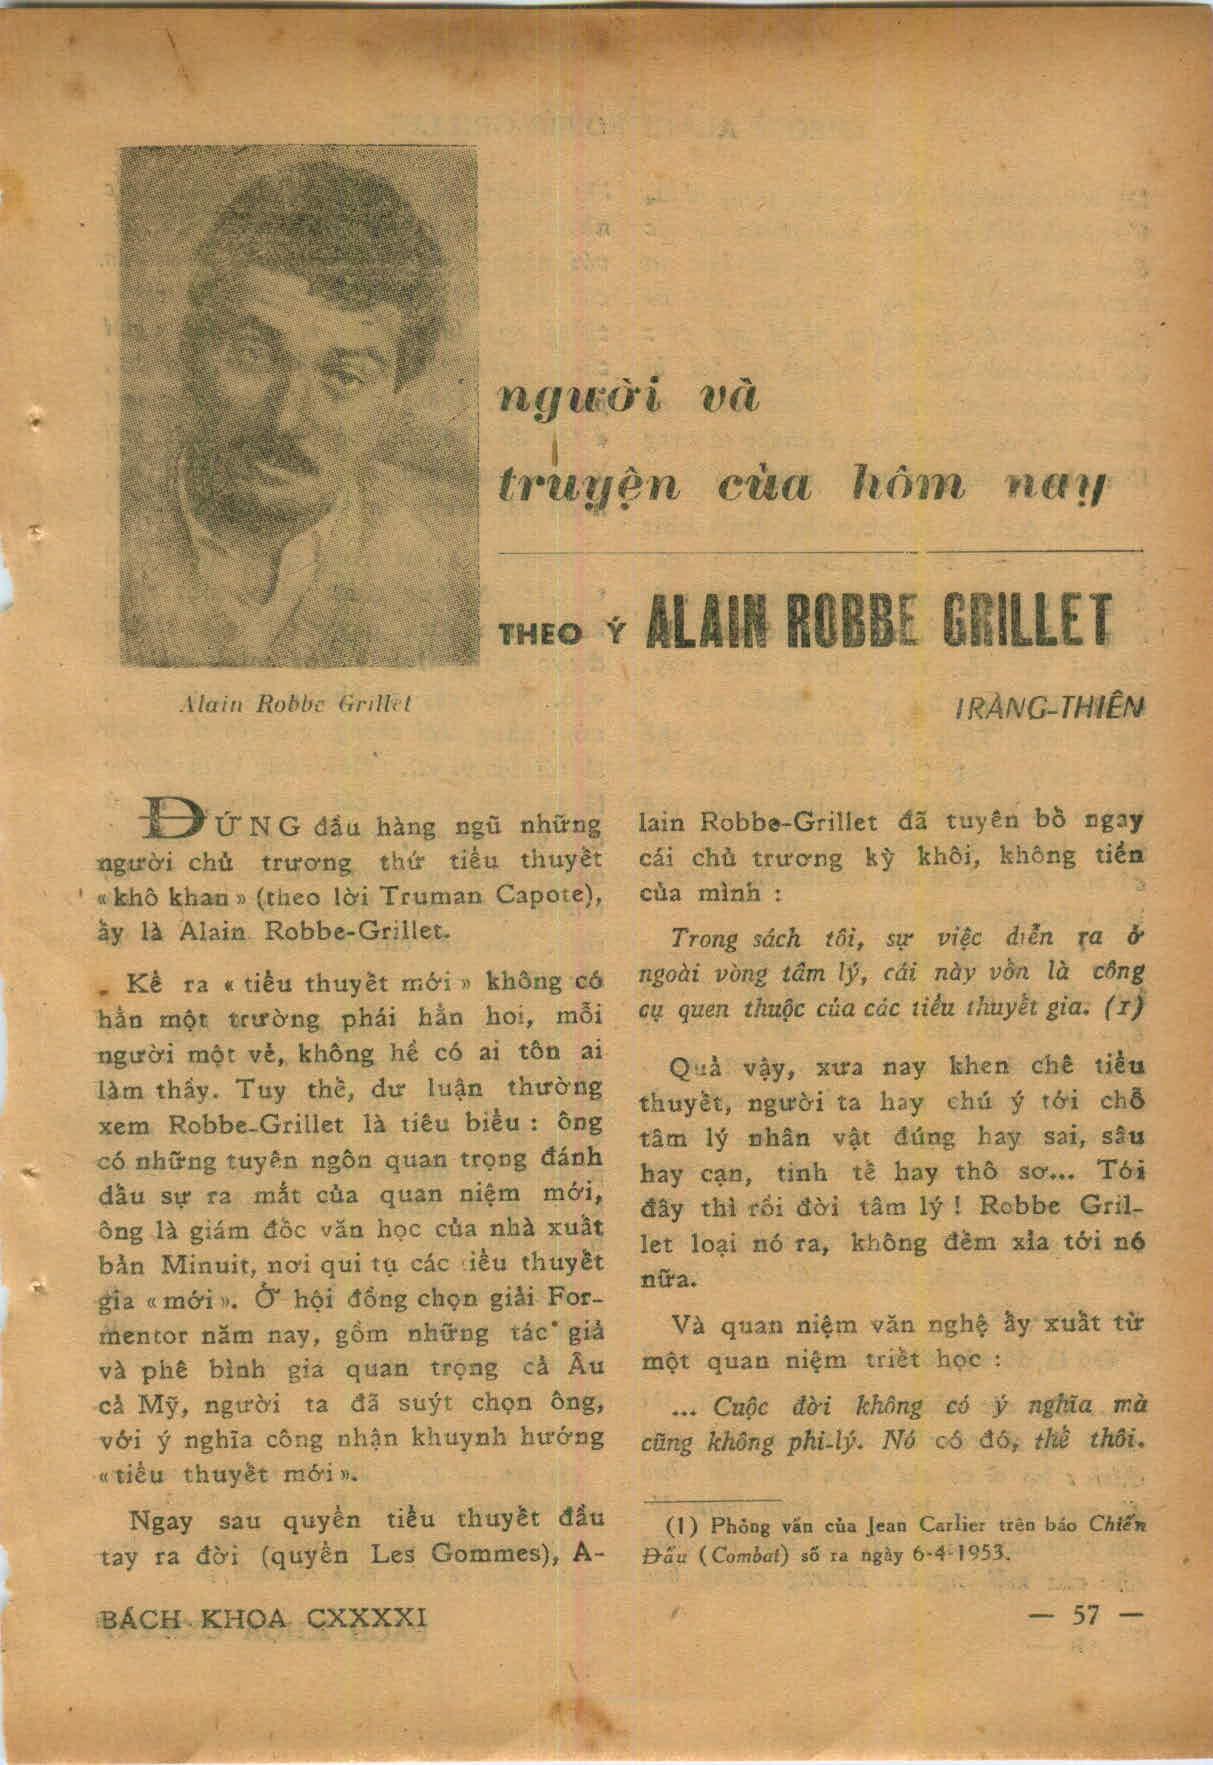 người và
truyện của hôm nay
THEO Ý ALAIN ROBBE GRILLET
Alain Robbe Grillet
TRÀNG-THIÊN
ĐỨNG đầu hàng ngũ những
người chủ trương thứ tiểu thuyết
«khô khan» (theo lời Truman Capote),
ấy là Alain Robbe-Grillet.
Kể ra «tiểu thuyết mới» không có
hẳn một trường phái hẳn hoi, mỗi
người một vẻ, không hề có ai tôn ai
làm thầy. Tuy thế, dư luận thường
xem Robbe-Grillet là tiêu biểu : ông
có những tuyên ngôn quan trọng đánh
dấu sự ra mắt của quan niệm mới,
ông là giám đốc văn học của nhà xuất
bản Minuit, nơi qui tụ các tiểu thuyết
gia «mới». Ở hội đồng chọn giải For-
mentor năm nay, gồm những tác giả
và phê bình gia quan trọng cả Âu
cả Mỹ, người ta đã suýt chọn ông,
với ý nghĩa công nhận khuynh hướng
«tiểu thuyết mới».
Ngay sau quyển tiểu thuyết đầu
tay ra đời (quyển Les Gommes), A-
lain Robbe-Grillet đã tuyên bố ngay
cái chủ trương kỳ khôi, không tiền
của mình :
Trong sách tôi, sự việc diễn ra ở
ngoài vòng tâm lý, cái này vốn là công
cụ quen thuộc của các tiểu thuyết gia. (1)
Quả vậy, xưa nay khen chê tiểu
thuyết, người ta hay chú ý tới chỗ
tâm lý nhân vật đúng hay sai, sâu
hay cạn, tinh tế hay thô sơ... Tới
đây thì rồi đời tâm lý ! Robbe Gril-
let loại nó ra, không đếm xỉa tới nó
nữa.
Và quan niệm văn nghệ ấy xuất từ
một quan niệm triết học :
... Cuộc đời không có ý nghĩa mà
cũng không phi-lý. Nó có đó, thế thôi.
(1) Phỏng vấn của Jean Carlier trên báo Chiến
Đấu (Combat) số ra ngày 6-4-1953.
BÁCH KHOA CXXXXI
— 57 —